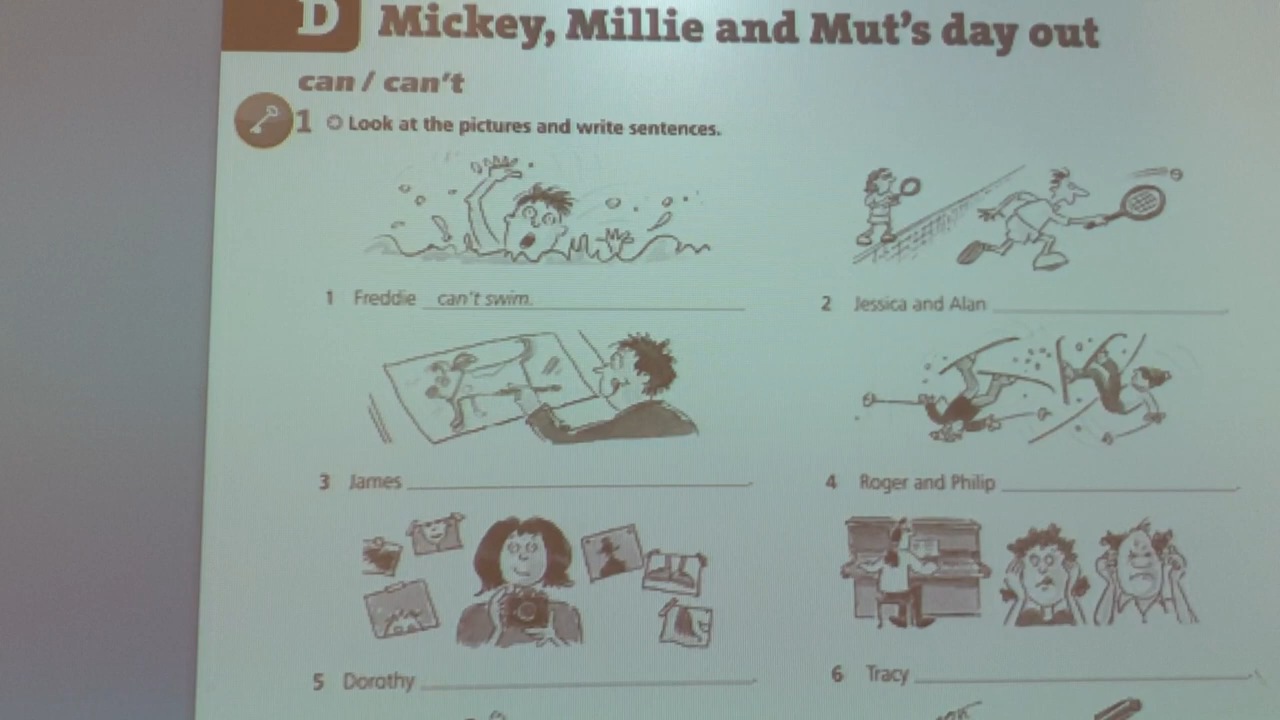 D Mickey, Millie and Mut's day out
can / can't
1 Look at the pictures and write sentences.
1 Freddie can't swim.
2 Jessica and Alan
3 James
4 Roger and Philip
5 Dorothy
6 Tracy